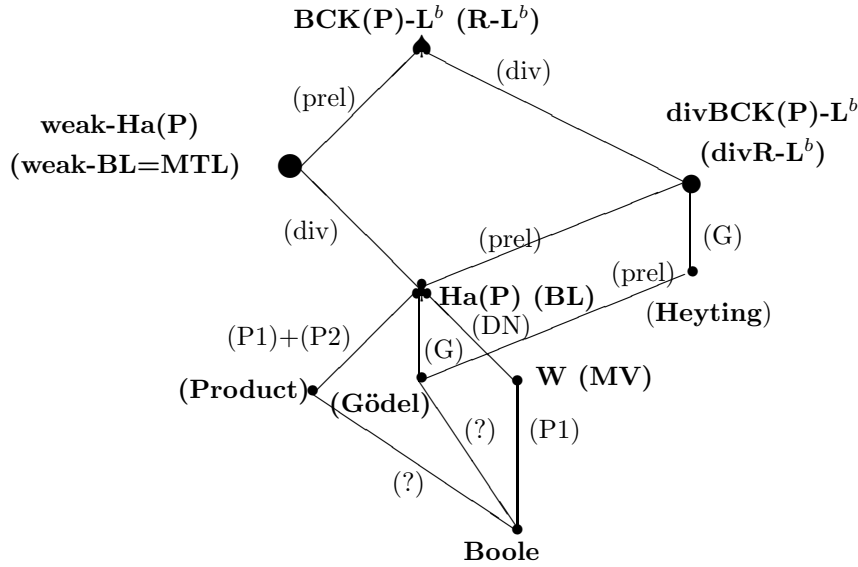 BCK(P)-L^b (R-L^b)
(prel)
(div)
weak-Ha(P)
(weak-BL=MTL)
divBCK(P)-L^b
(divR-L^b)
(div)
(prel)
(G)
(prel)
Ha(P) (BL)
(Heyting)
(DN)
(P1)+(P2)
(G)
W (MV)
(Product)
(Gödel)
(?)
(P1)
(?)
Boole